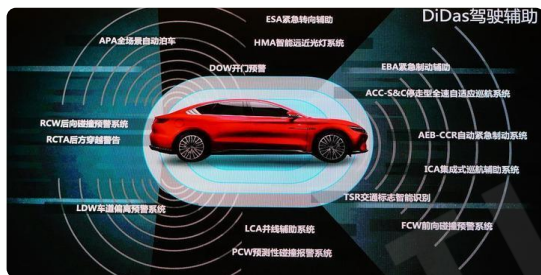 DiDas驾驶辅助
ESA紧急转向辅助
APA全场景自动泊车
HMA智能远近光灯系统
DOW开门预警
EBA紧急制动辅助
ACC-S&C停走型全速自适应巡航系统
RCW后向碰撞预警系统
RCTA后方穿越警告
AEB-CCR自动紧急制动系统
ICA集成式巡航辅助系统
TSR交通标志智能识别
LDW车道偏离预警系统
LCA并线辅助系统
FCW前向碰撞预警系统
PCW预测性碰撞报警系统